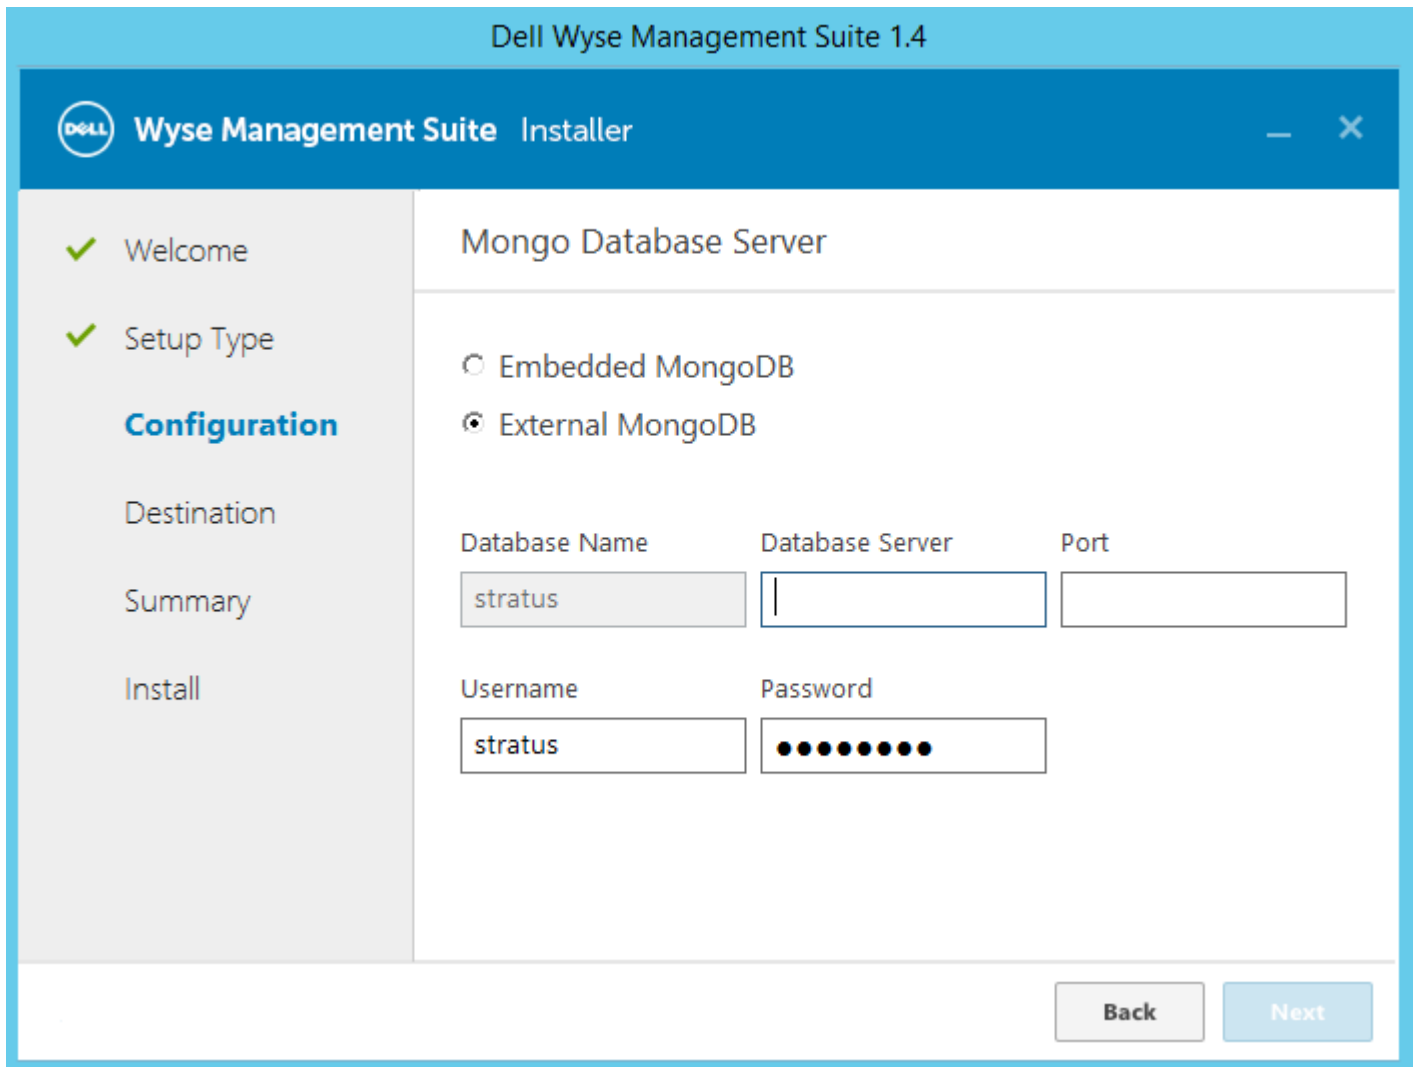 Dell Wyse Management Suite 1.4
DELL Wyse Management Suite Installer
Welcome
Setup Type
Configuration
Destination
Summary
Install
Mongo Database Server
Embedded MongoDB
External MongoDB
Database Name Database Server Port
stratus
Username Password
stratus ●●●●●●●●
Back Next